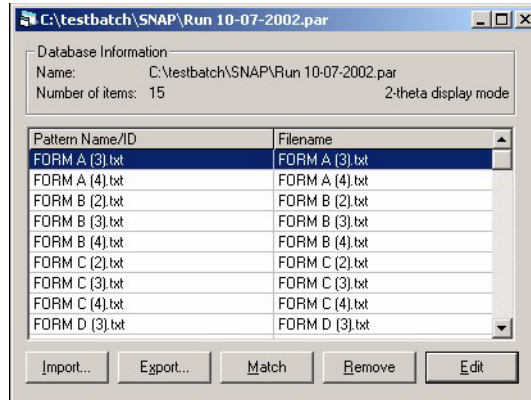 C:\testbatch\SNAP\Run 10-07-2002.par
Database Information
Name: C:\testbatch\SNAP\Run 10-07-2002.par
Number of items: 15 2-theta display mode
Pattern Name/ID Filename
FORM A (3).txt FORM A (3).txt
FORM A (4).txt FORM A (4).txt
FORM B (2).txt FORM B (2).txt
FORM B (3).txt FORM B (3).txt
FORM B (4).txt FORM B (4).txt
FORM C (2).txt FORM C (2).txt
FORM C (3).txt FORM C (3).txt
FORM C (4).txt FORM C (4).txt
FORM D (3).txt FORM D (3).txt
Import... Export... Match Remove Edit